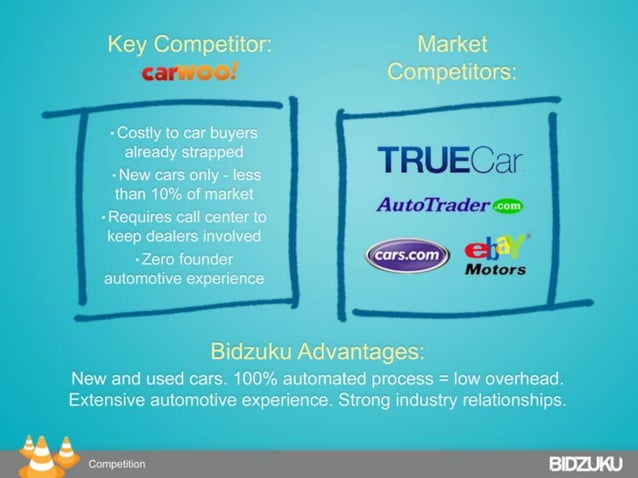 Key Competitor:
carwoo!
• Costly to car buyers
already strapped
• New cars only - less
than 10% of market
• Requires call center to
keep dealers involved
• Zero founder
automotive experience
Market
Competitors:
TRUECar
AutoTrader.com
cars.com
ebay
Motors
Bidzuku Advantages:
New and used cars. 100% automated process = low overhead.
Extensive automotive experience. Strong industry relationships.
Competition
BIDZUKU